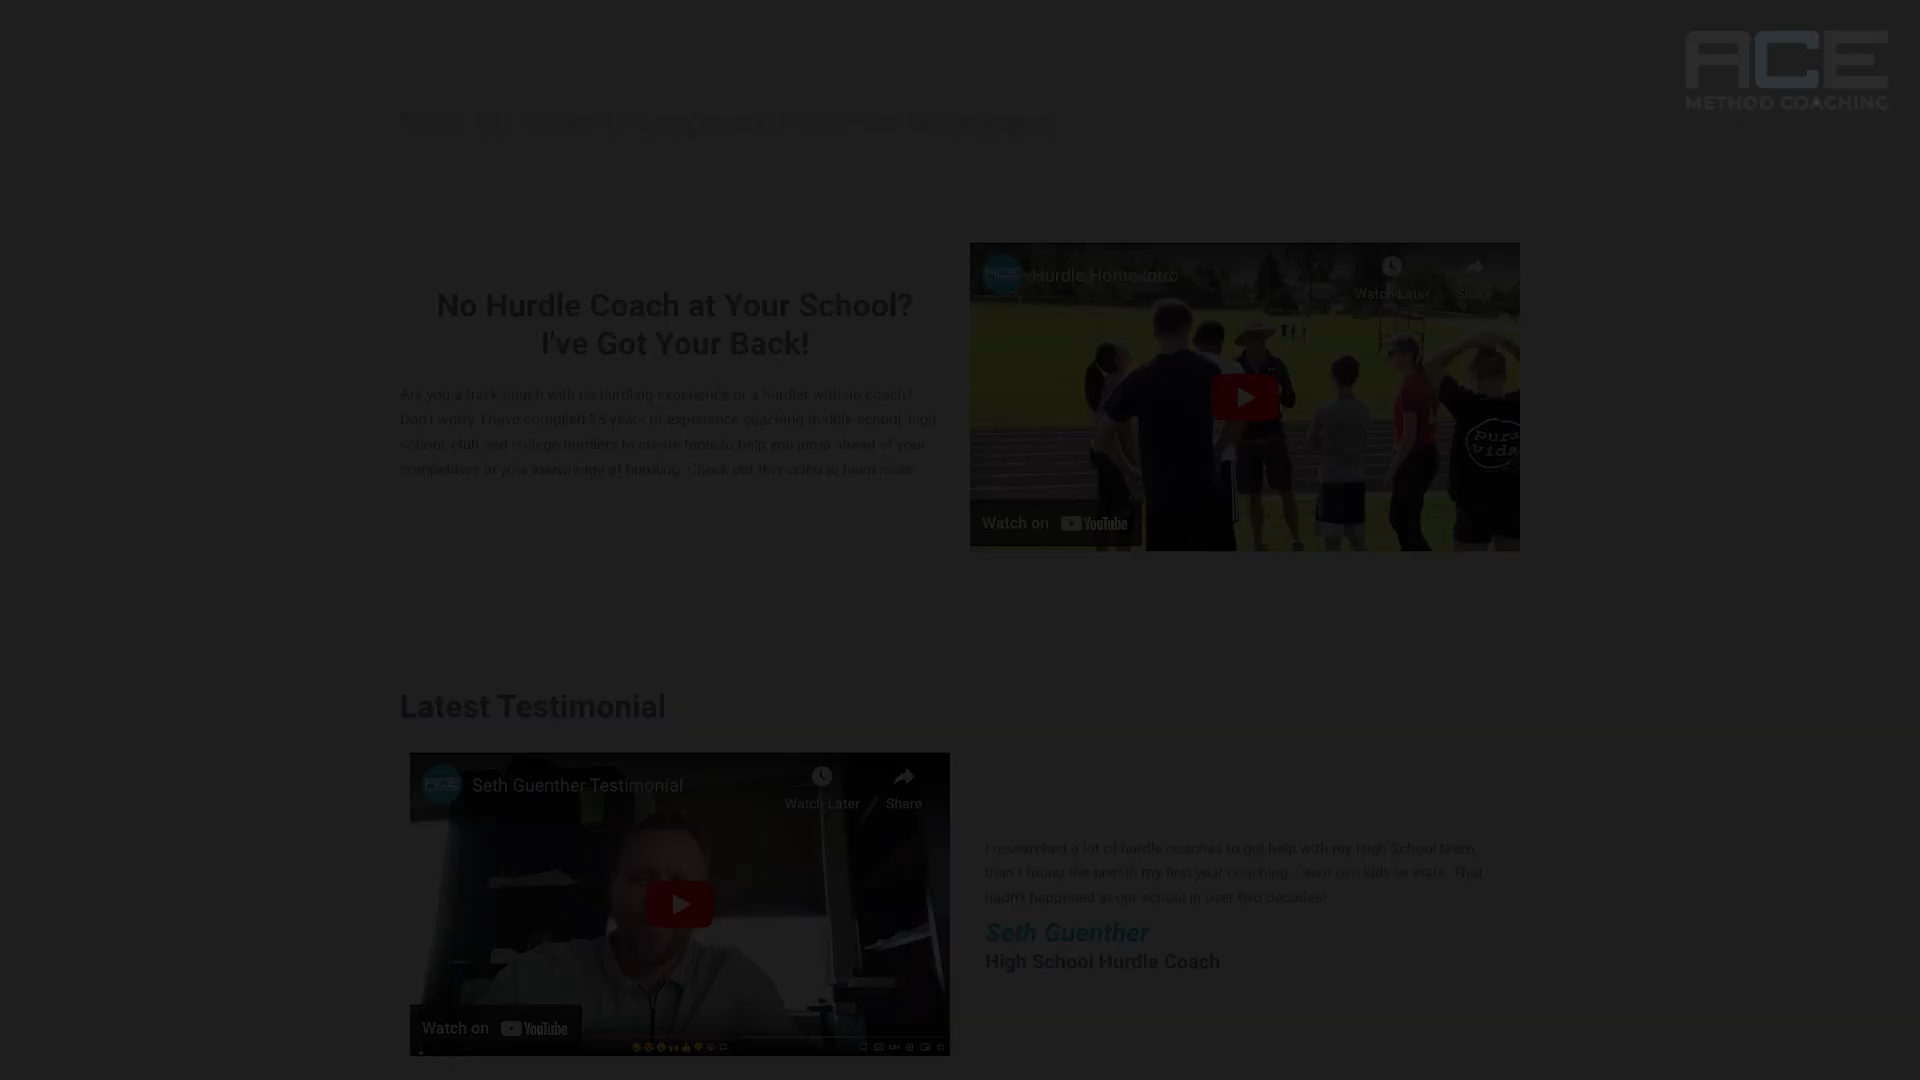 ACE
METHOD COACHING
No Hurdle Coach at Your School?
I've Got Your Back!
Are you a track coach with no hurdling experience or a hurdler with no coach?
Don't worry, I have compiled years of experience coaching middle school, high
school, club and college hurdlers to create tools to help you jump ahead of your
competitors in your knowledge of hurdling. Check out this video to learn more.
ACE
Hurdle Home Intro
Watch Later
Share
pura
vida
Watch on YouTube
Latest Testimonial
ACE
Seth Guenther Testimonial
Watch Later
Share
Watch on YouTube
I researched a lot of hurdle coaches to get help with my High School team,
then I found the one. In my first year coaching, I sent two kids to state. That
hadn't happened at our school in over two decades!
Seth Guenther
High School Hurdle Coach